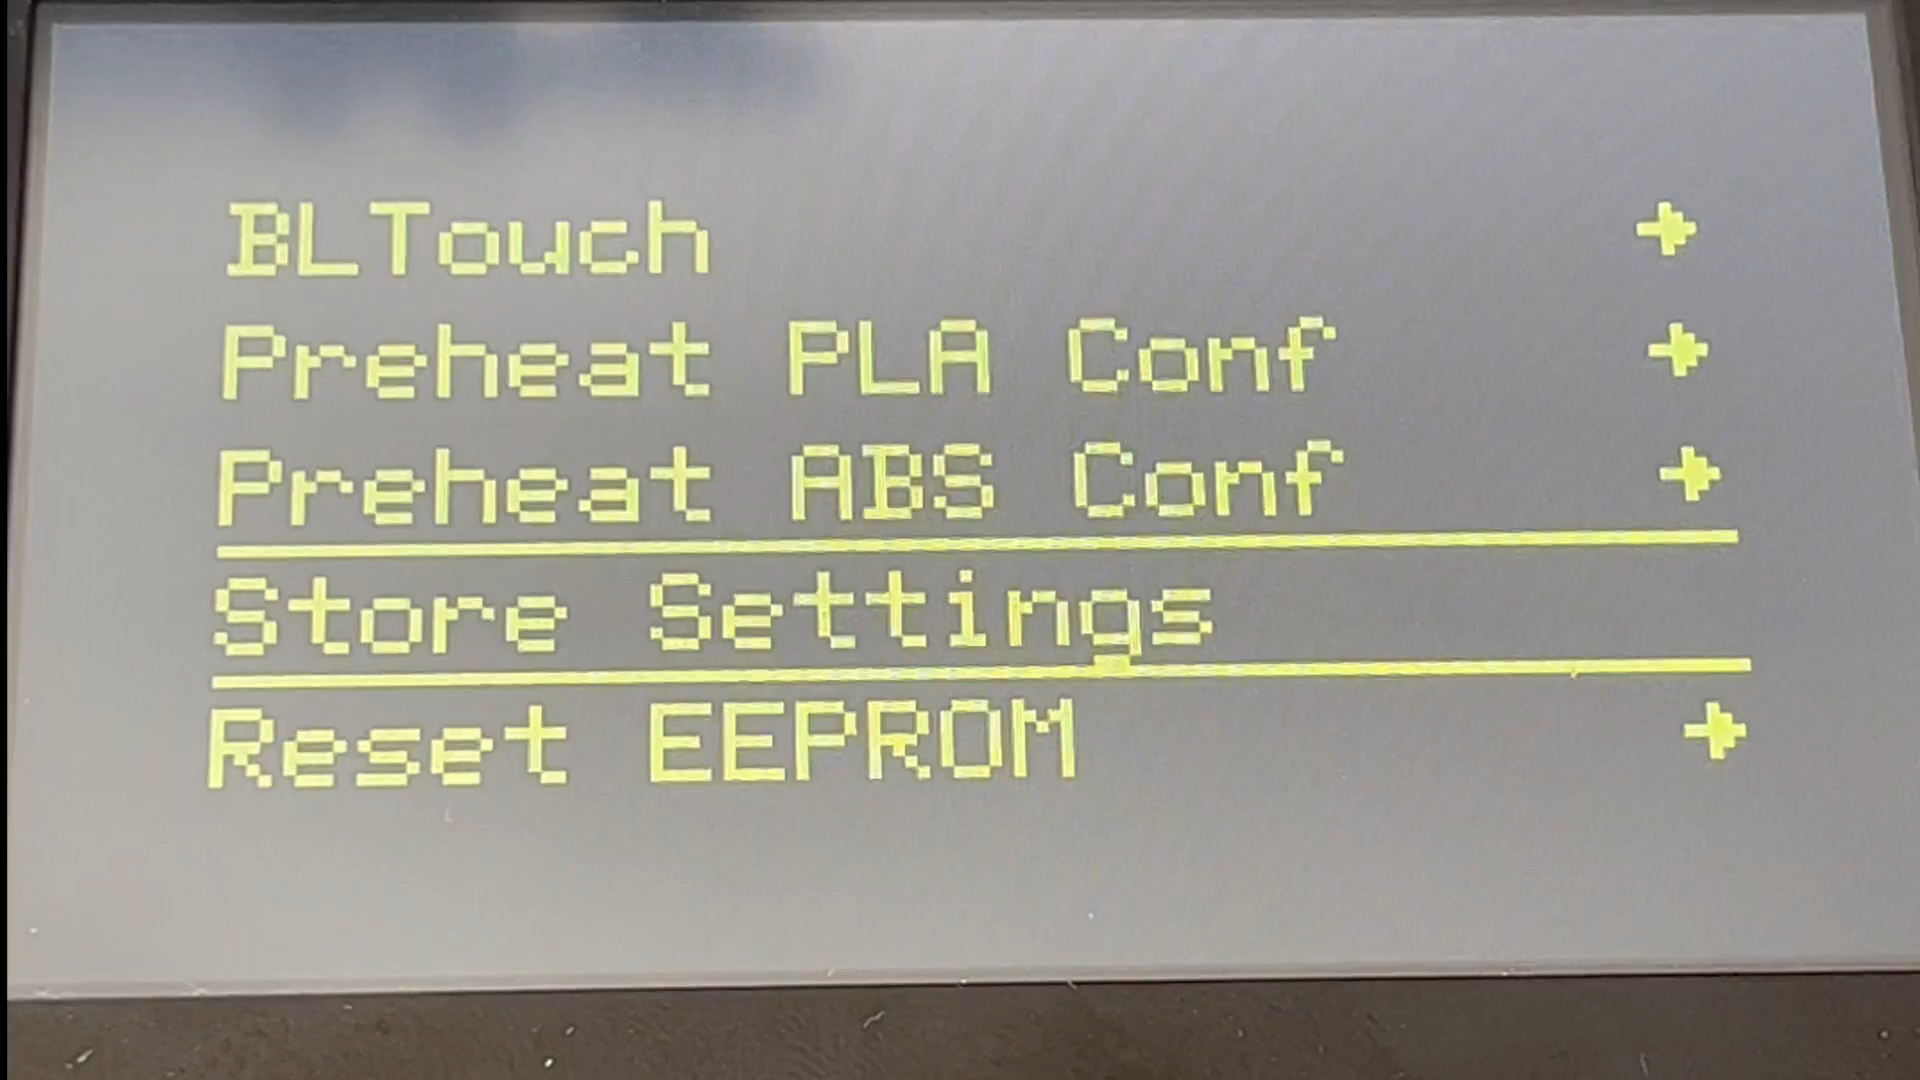 BLTouch
Preheat PLA Conf
Preheat ABS Conf
Store Settings
Reset EEPROM